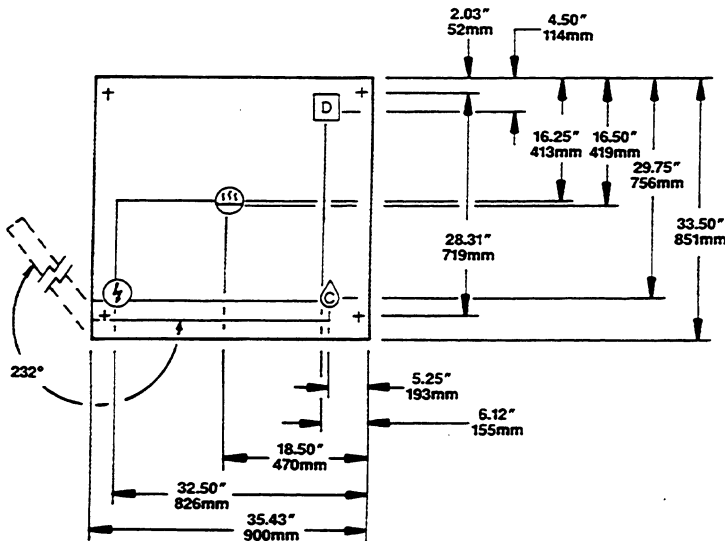 2.03″
52mm
4.50″
114mm
D
16.25″
413mm
16.50″
419mm
29.75″
756mm
33.50″
851mm
28.31″
719mm
C
232°
5.25″
193mm
6.12″
155mm
18.50″
470mm
32.50″
826mm
35.43″
900mm